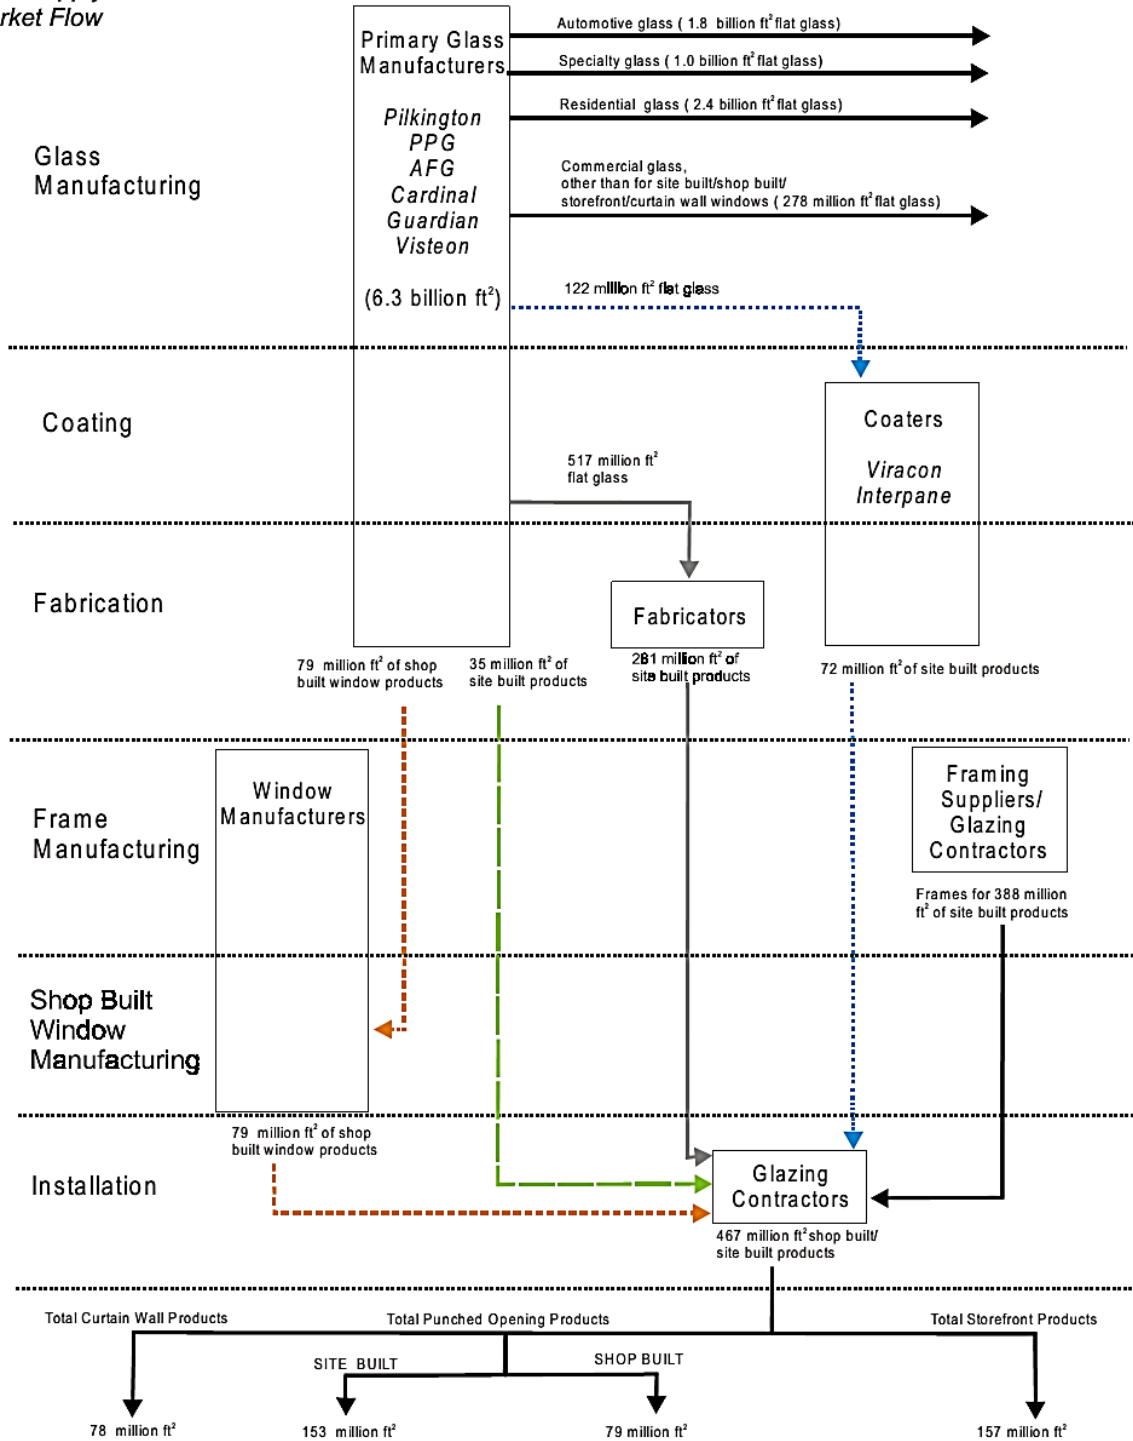 rket Flow
Automotive glass ( 1.8 billion ft² flat glass)
Primary Glass
Manufacturers
Specialty glass ( 1.0 billion ft² flat glass)
Residential glass ( 2.4 billion ft² flat glass)
Pilkington
PPG
AFG
Cardinal
Guardian
Visteon
(6.3 billion ft²)
Glass
Manufacturing
Commercial glass,
other than for site built/shop built/
storefront/curtain wall windows ( 278 million ft² flat glass)
122 million ft² flat glass
Coating
Coaters
Viracon
Interpane
517 million ft²
flat glass
Fabrication
Fabricators
79 million ft² of shop
built window products
35 million ft² of
site built products
281 million ft² of
site built products
72 million ft² of site built products
Window
Manufacturers
Framing
Suppliers/
Glazing
Contractors
Frame
Manufacturing
Frames for 388 million
ft² of site built products
Shop Built
Window
Manufacturing
79 million ft² of shop
built window products
Installation
Glazing
Contractors
467 million ft² shop built/
site built products
Total Curtain Wall Products
Total Punched Opening Products
Total Storefront Products
SITE BUILT
SHOP BUILT
78 million ft²
153 million ft²
79 million ft²
157 million ft²